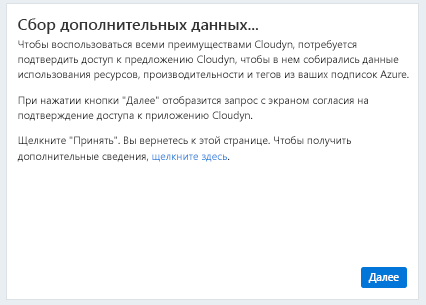 Сбор дополнительных данных...
Чтобы воспользоваться всеми преимуществами Cloudyn, потребуется
подтвердить доступ к предложению Cloudyn, чтобы в нем собирались данные
использования ресурсов, производительности и тегов из ваших подписок Azure.
При нажатии кнопки "Далее" отобразится запрос с экраном согласия на
подтверждение доступа к приложению Cloudyn.
Щелкните "Принять". Вы вернетесь к этой странице. Чтобы получить
дополнительные сведения, щелкните здесь.
Далее